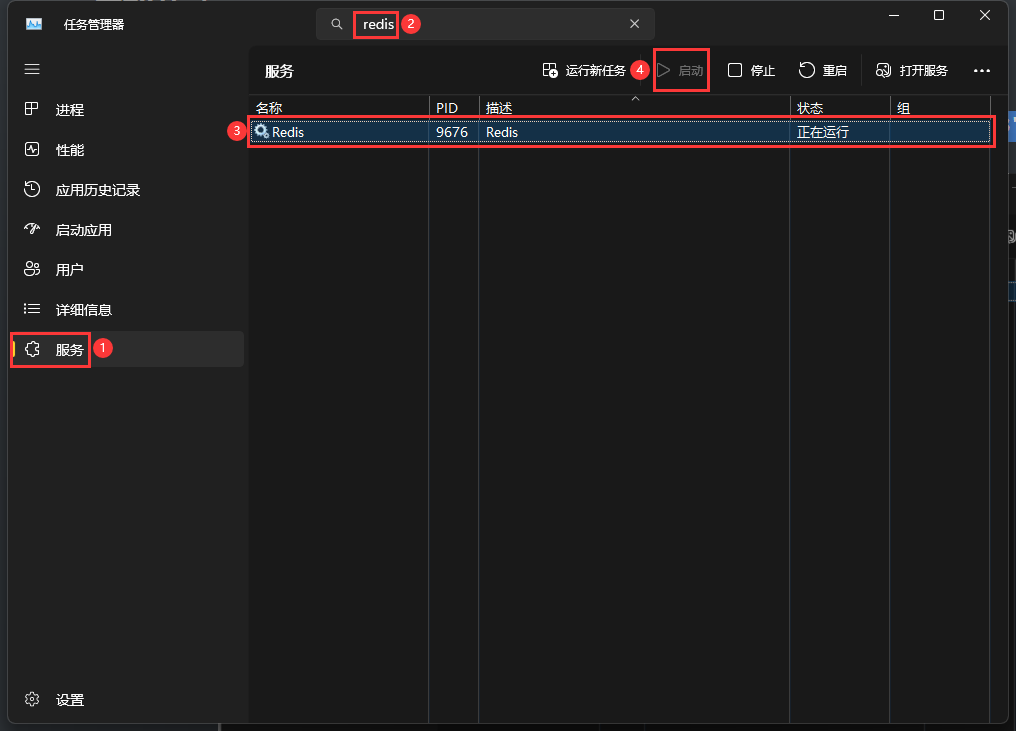 任务管理器
redis 2
服务
运行新任务 4 启动 停止 重启 打开服务
名称 PID 描述 状态 组
3 Redis 9676 Redis 正在运行
进程
性能
应用历史记录
启动应用
用户
详细信息
服务 1
设置